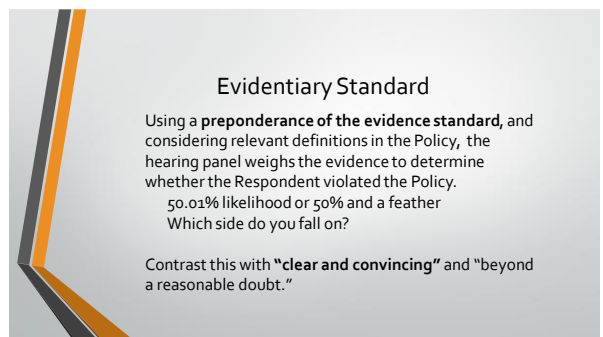 Evidentiary Standard
Using a preponderance of the evidence standard, and
considering relevant definitions in the Policy, the
hearing panel weighs the evidence to determine
whether the Respondent violated the Policy.
50.01% likelihood or 50% and a feather
Which side do you fall on?
Contrast this with “clear and convincing” and “beyond
a reasonable doubt.”